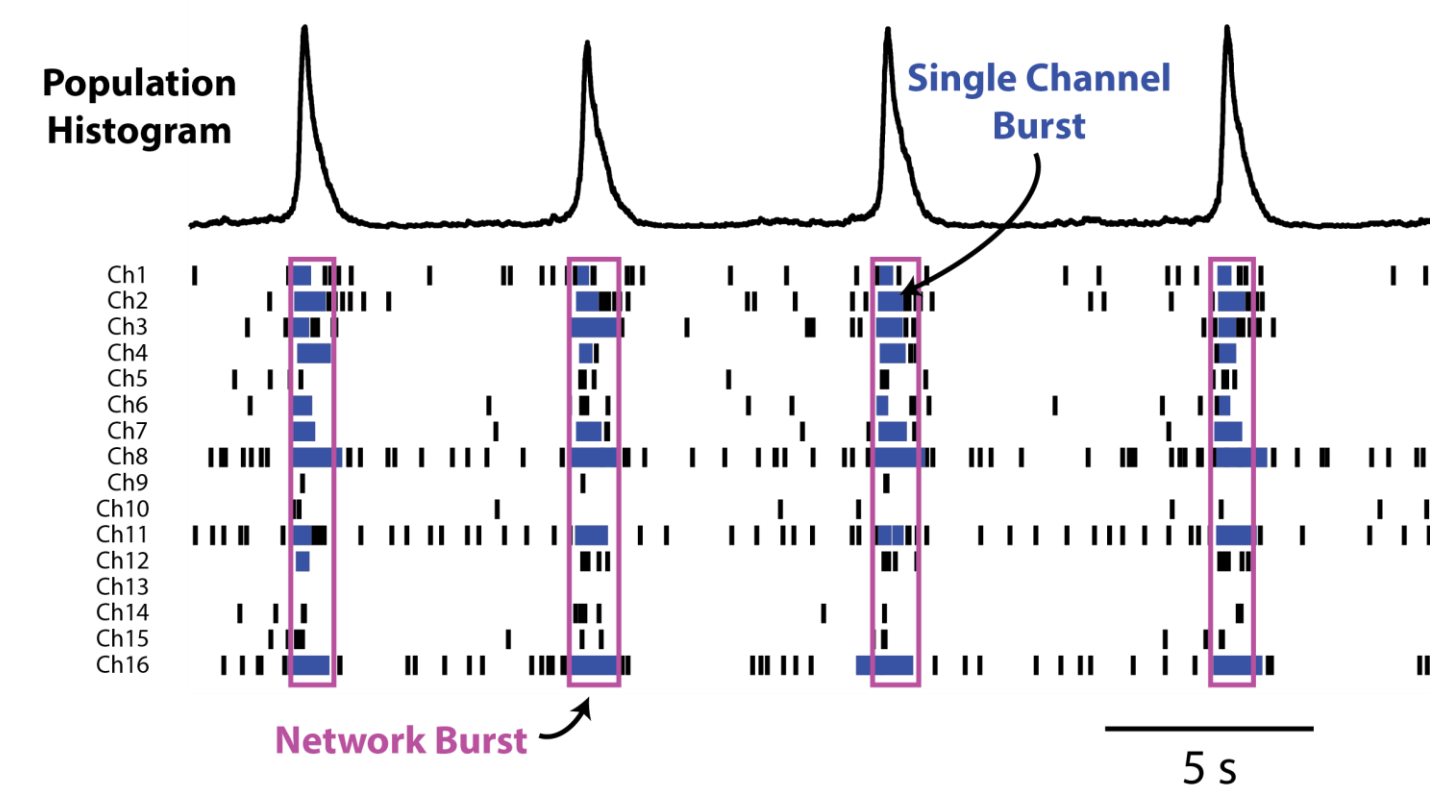 Population
Histogram
Single Channel
Burst
Ch1
Ch2
Ch3
Ch4
Ch5
Ch6
Ch7
Ch8
Ch9
Ch10
Ch11
Ch12
Ch13
Ch14
Ch15
Ch16
Network Burst
5 s